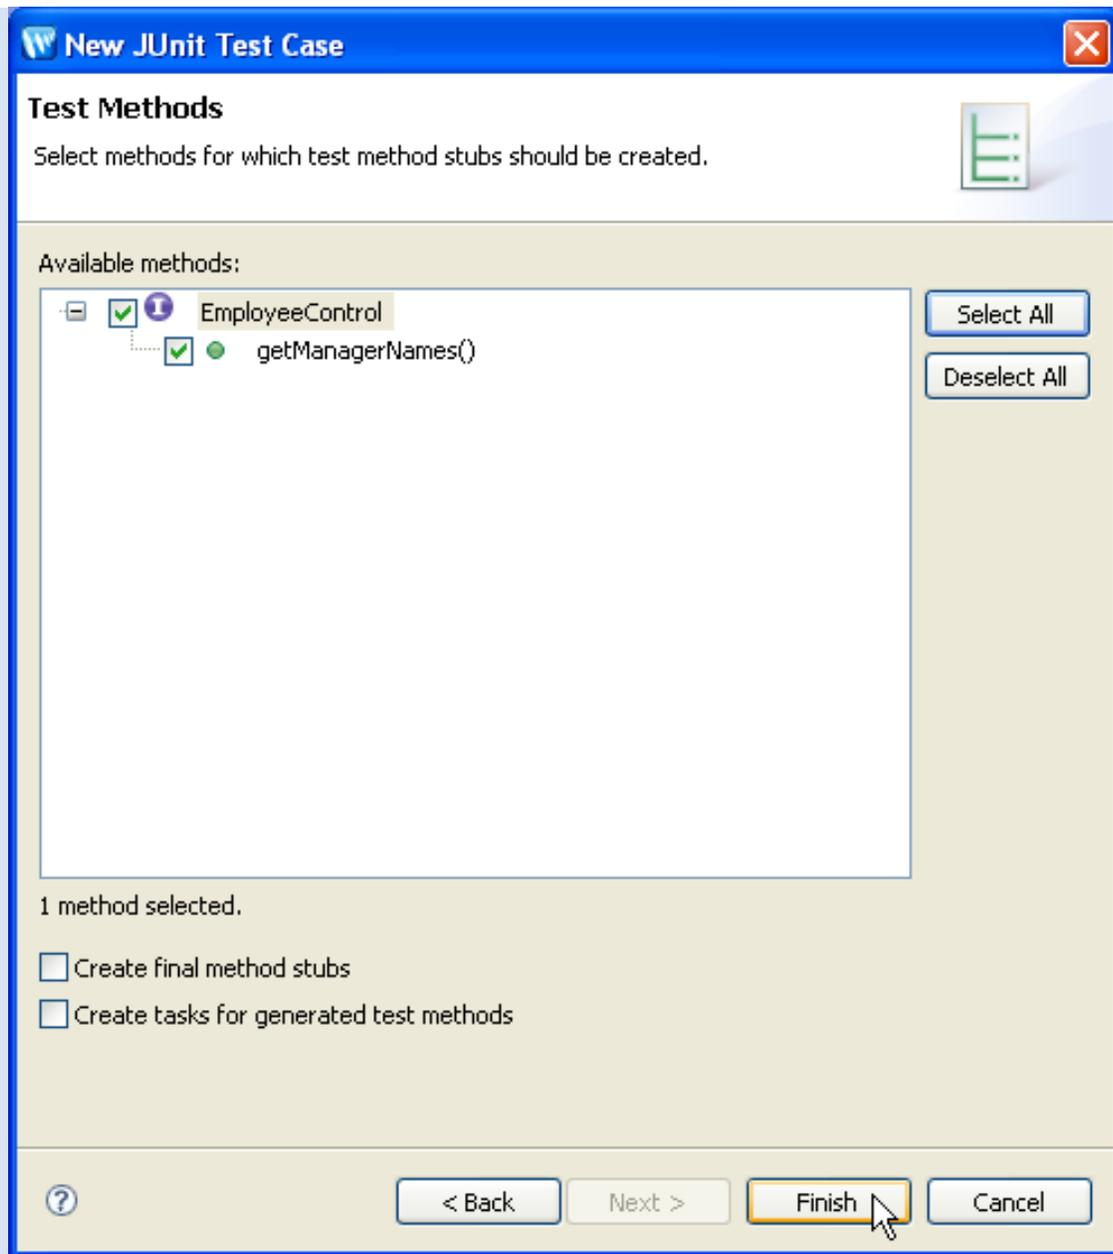 New JUnit Test Case
Test Methods
Select methods for which test method stubs should be created.
Available methods:
EmployeeControl
getManagerNames()
Select All
Deselect All
1 method selected.
Create final method stubs
Create tasks for generated test methods
< Back
Next >
Finish
Cancel